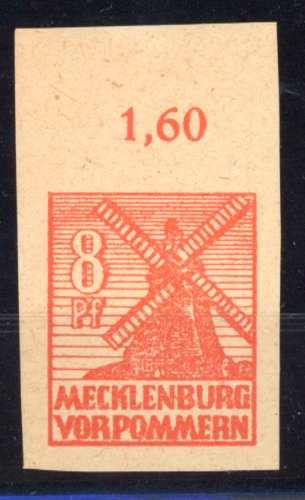 1,60
8
Pf
MECKLENBURG
VORPOMMERN